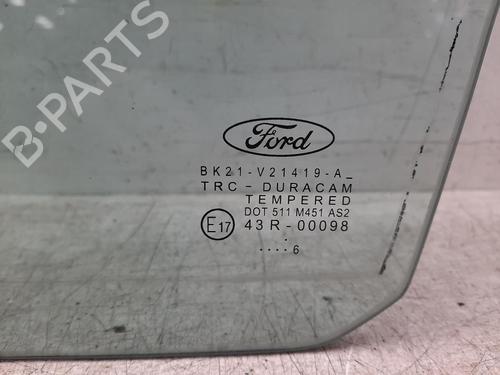 B-PARTS
Ford
BK21-V21419-A_
TRC-DURACAM
TEMPERED
DOT 511 M451 AS2
E17 43R-00098
.
....6